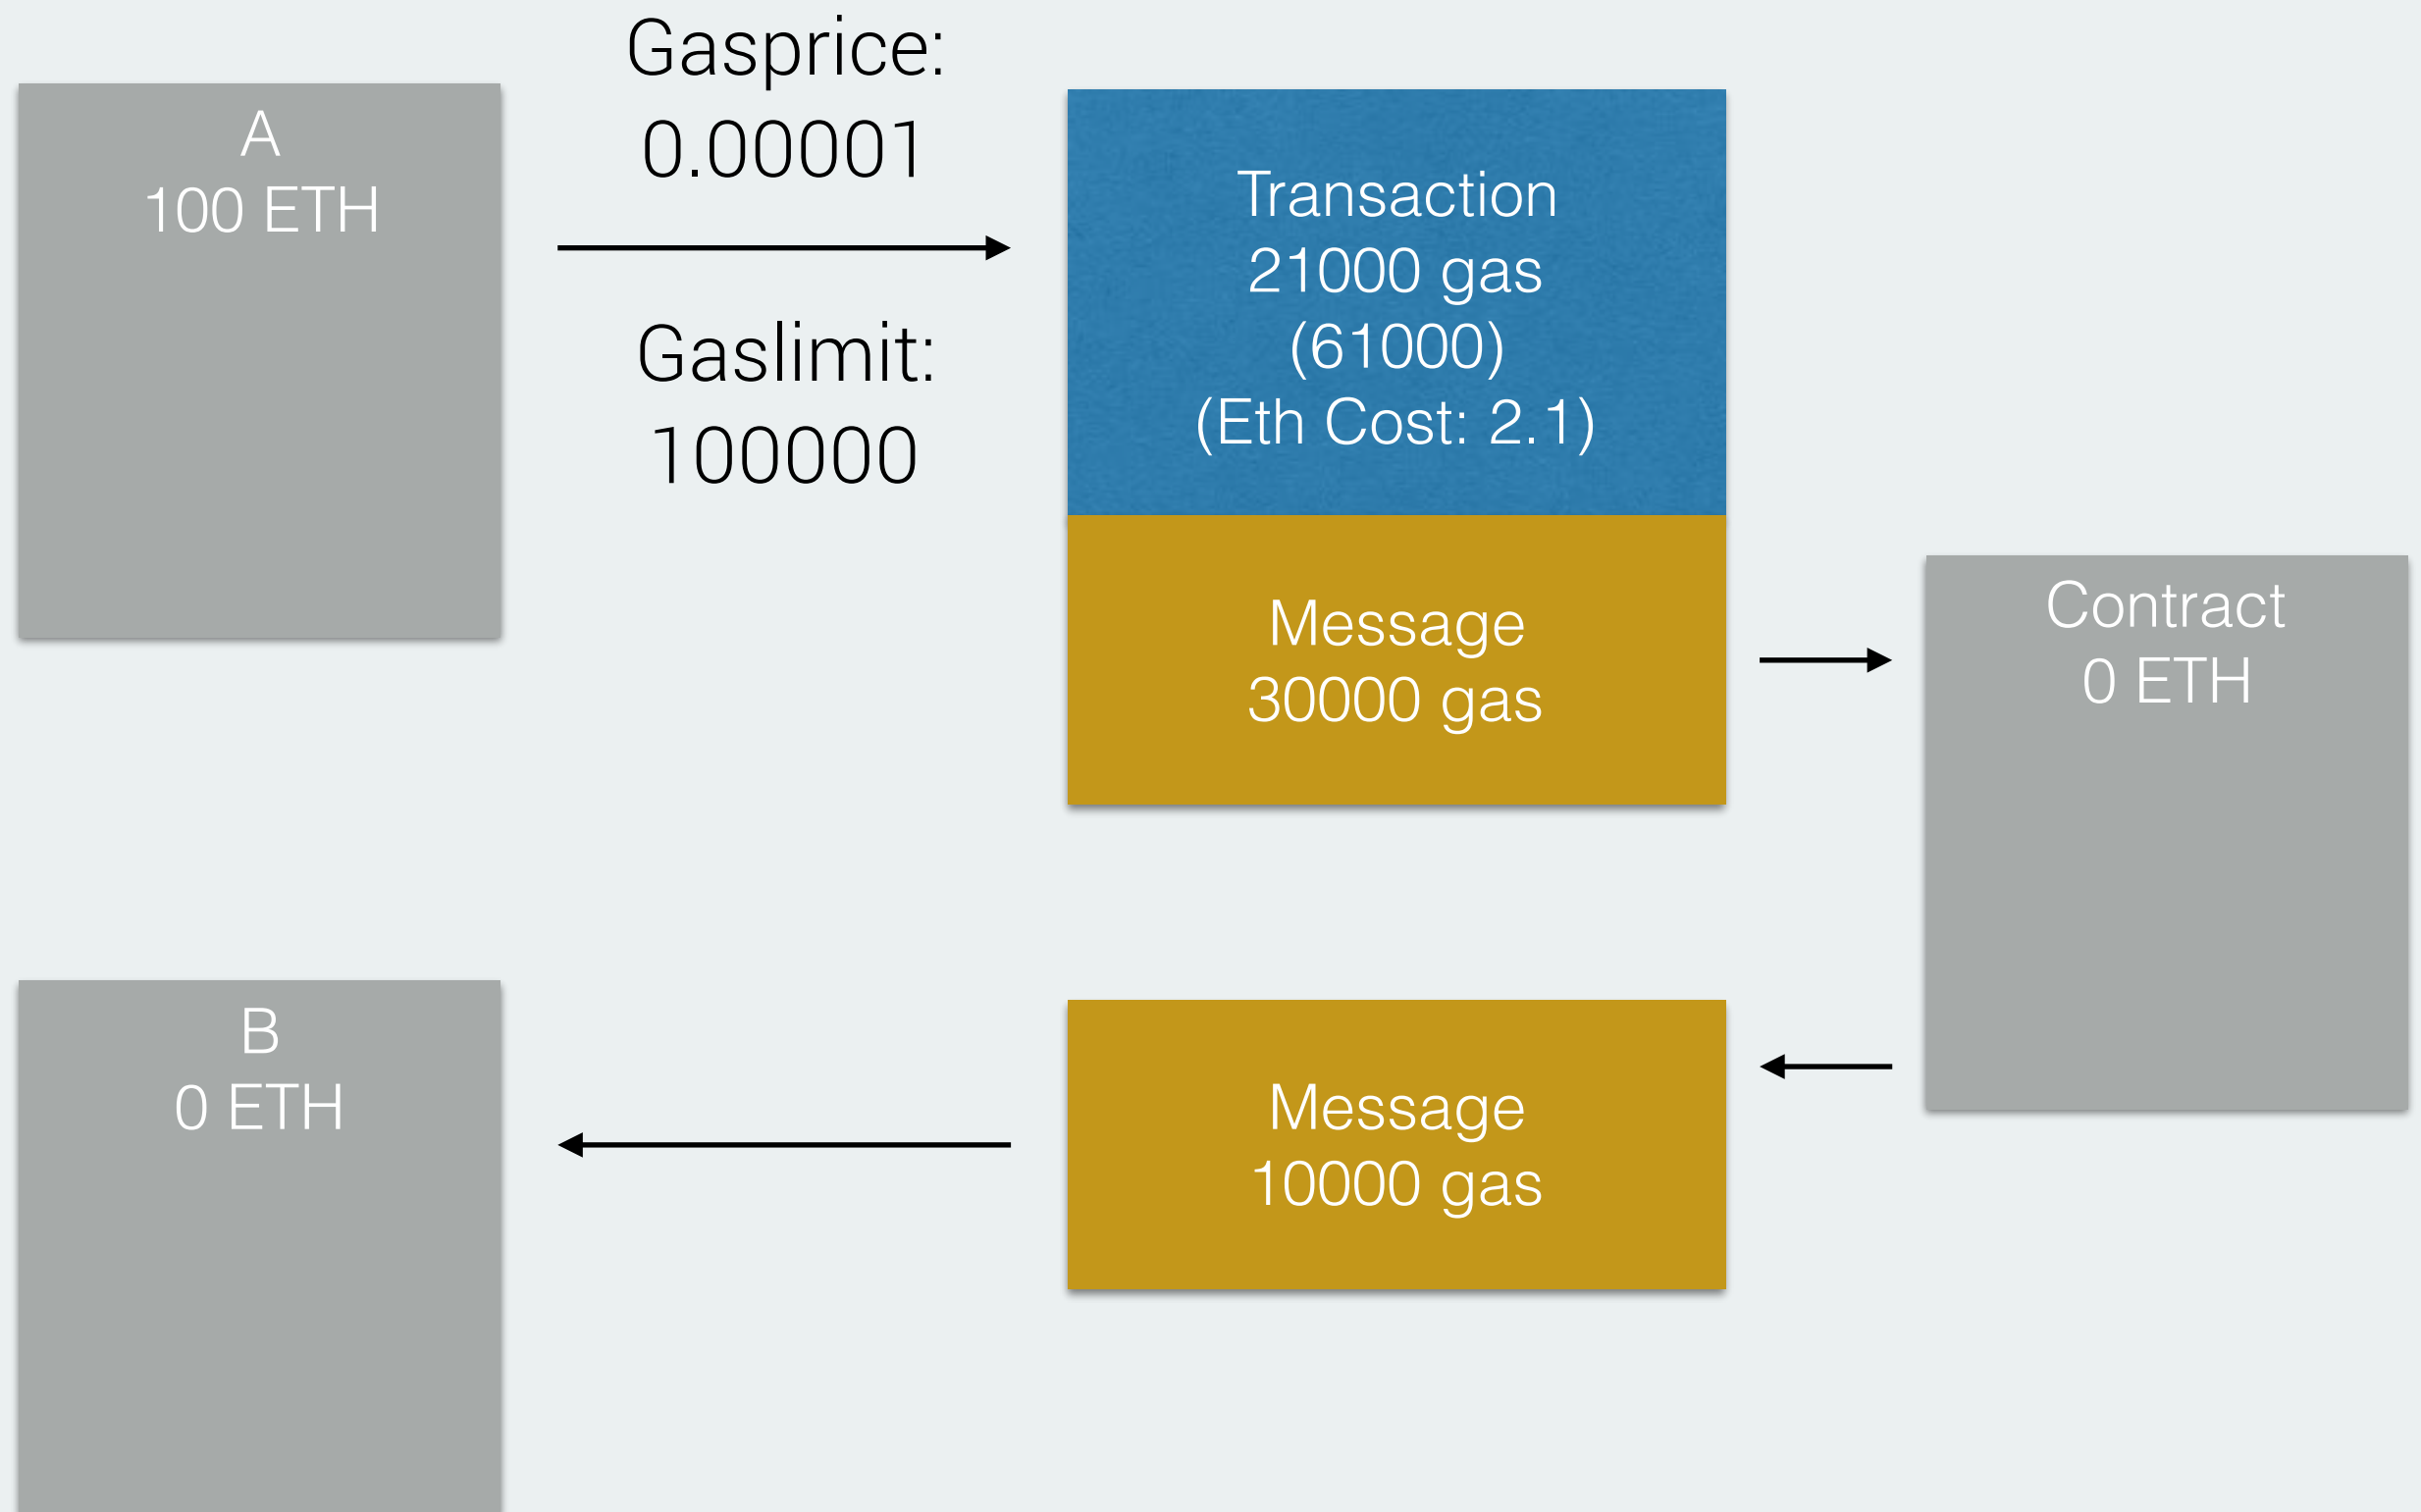 A
100 ETH
Gasprice:
0.00001
Gaslimit:
100000
Transaction
21000 gas
(61000)
(Eth Cost: 2.1)
Message
30000 gas
Contract
0 ETH
B
0 ETH
Message
10000 gas